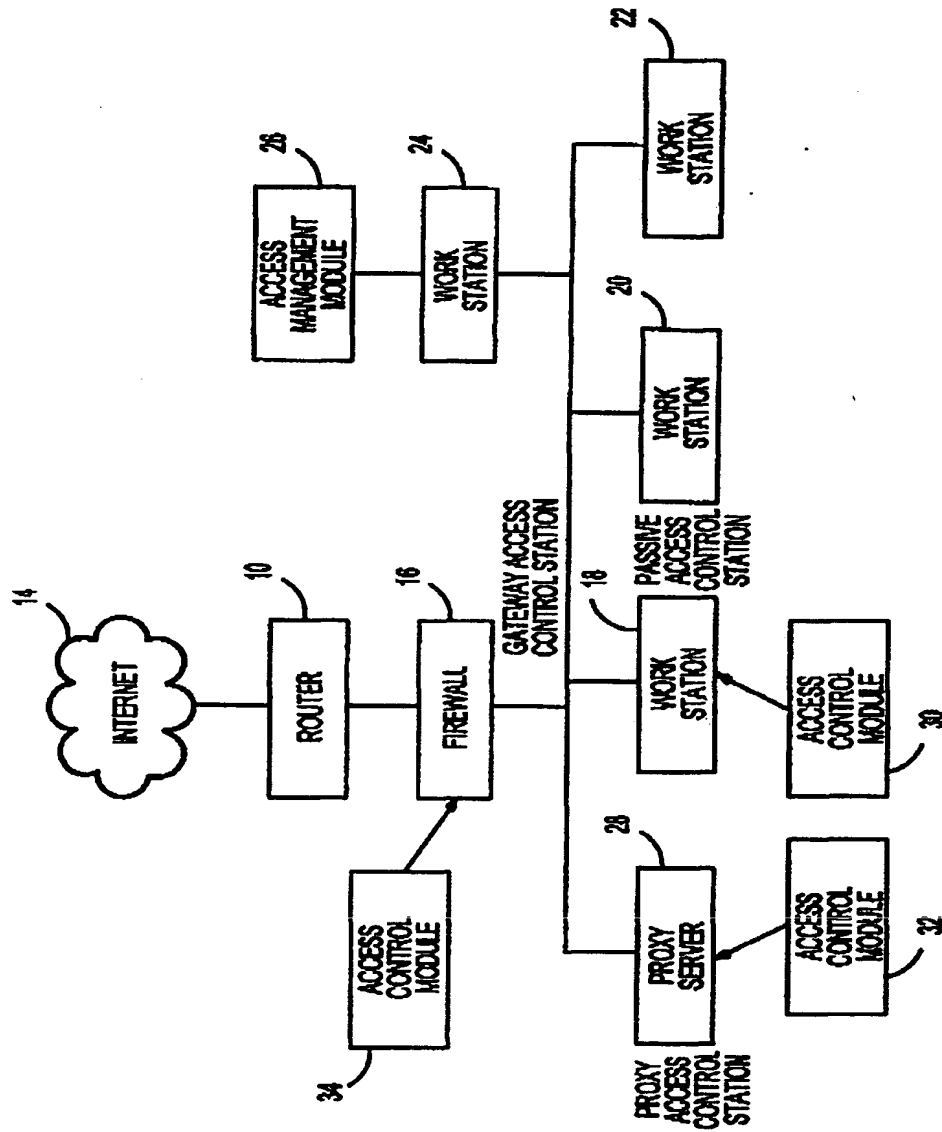 14
INTERNET
10
ROUTER
26
ACCESS
MANAGEMENT
MODULE
34
ACCESS
CONTROL
MODULE
16
FIREWALL
24
WORK
STATION
GATEWAY ACCESS
CONTROL STATION
PROXY
ACCESS
CONTROL
STATION
28
PROXY
SERVER
18
WORK
STATION
PASSIVE
ACCESS
CONTROL
STATION
20
WORK
STATION
22
WORK
STATION
ACCESS
CONTROL
MODULE
32
ACCESS
CONTROL
MODULE
30